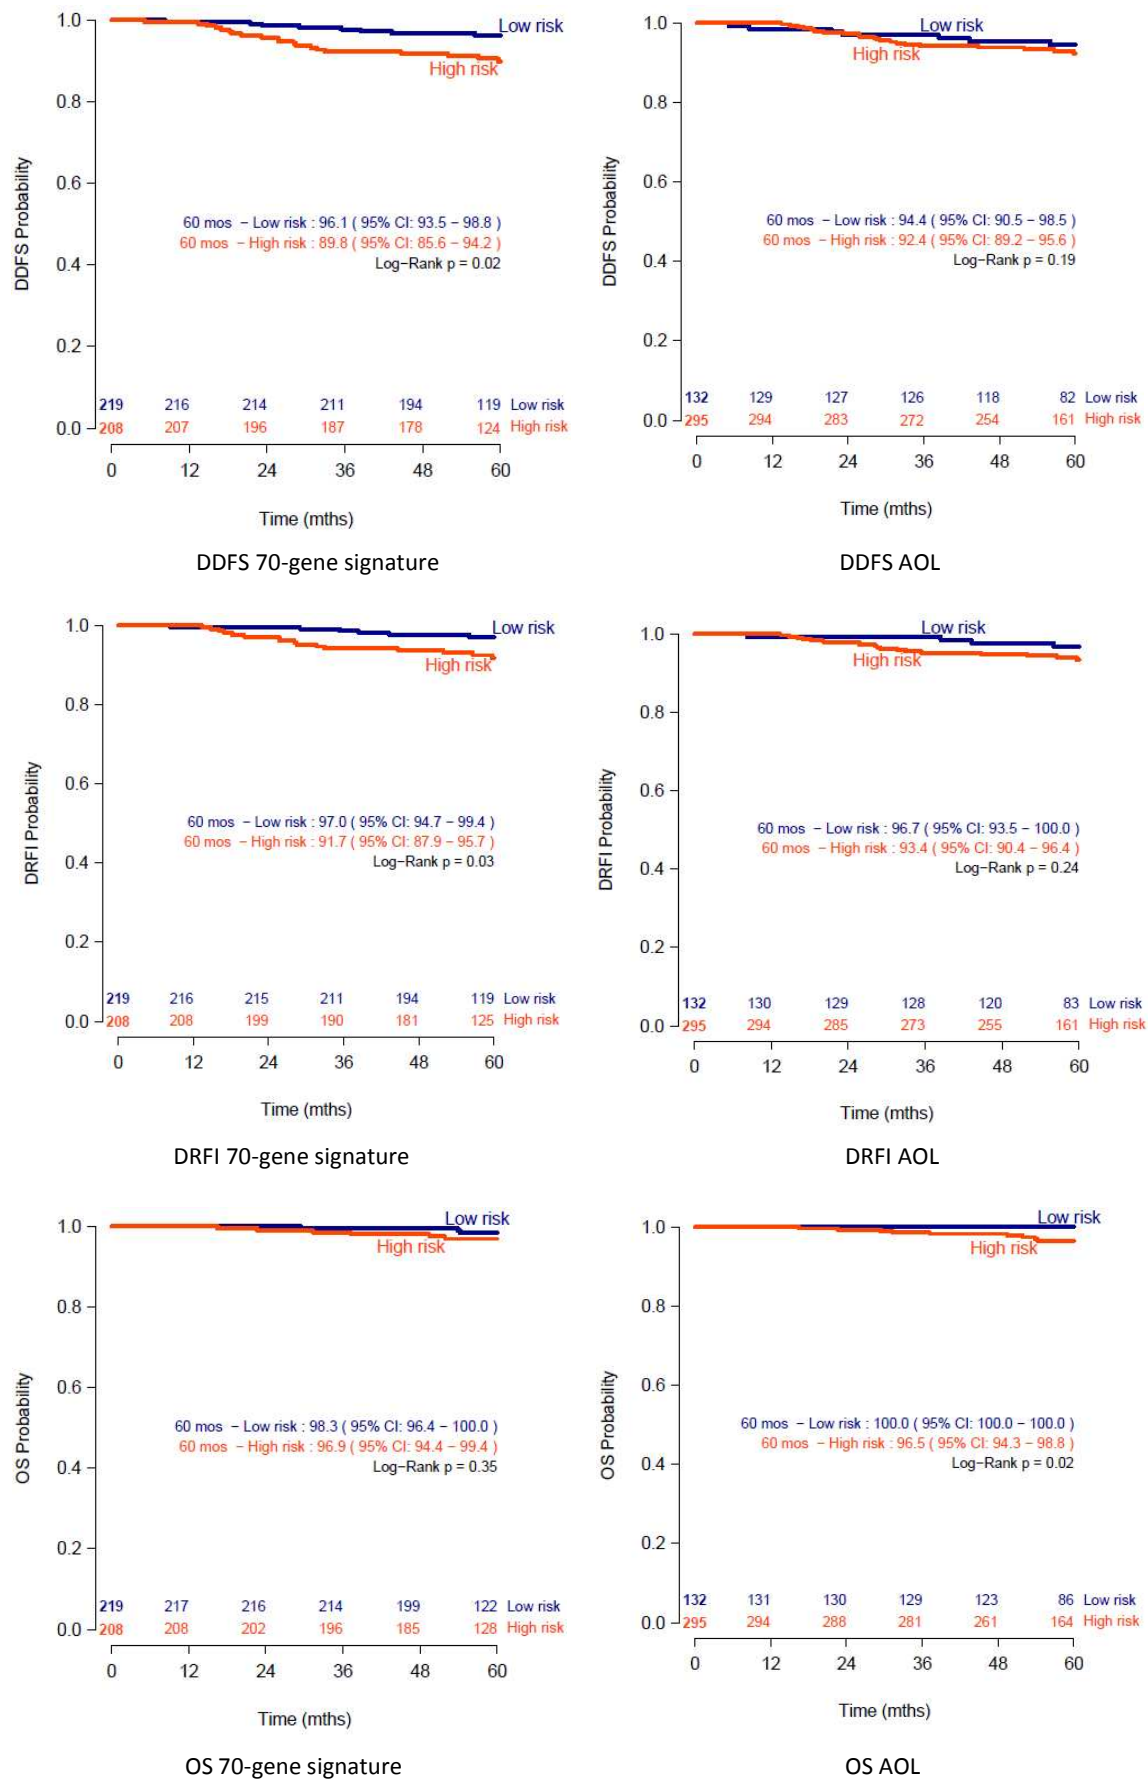 1.0
0.8
0.6
0.4
0.2
0.0
DDFS Probability
Low risk
High risk
60 mos − Low risk : 96.1 ( 95% CI: 93.5 − 98.8 )
60 mos − High risk : 89.8 ( 95% CI: 85.6 − 94.2 )
Log−Rank p = 0.02
219 216 214 211 194 119 Low risk
208 207 196 187 178 124 High risk
0 12 24 36 48 60
Time (mths)
DDFS 70-gene signature
1.0
0.8
0.6
0.4
0.2
0.0
DDFS Probability
Low risk
High risk
60 mos − Low risk : 94.4 ( 95% CI: 90.5 − 98.5 )
60 mos − High risk : 92.4 ( 95% CI: 89.2 − 95.6 )
Log−Rank p = 0.19
132 129 127 126 118 82 Low risk
295 294 283 272 254 161 High risk
0 12 24 36 48 60
Time (mths)
DDFS AOL
1.0
0.8
0.6
0.4
0.2
0.0
DRFI Probability
Low risk
High risk
60 mos − Low risk : 97.0 ( 95% CI: 94.7 − 99.4 )
60 mos − High risk : 91.7 ( 95% CI: 87.9 − 95.7 )
Log−Rank p = 0.03
219 216 215 211 194 119 Low risk
208 208 199 190 181 125 High risk
0 12 24 36 48 60
Time (mths)
DRFI 70-gene signature
1.0
0.8
0.6
0.4
0.2
0.0
DRFI Probability
Low risk
High risk
60 mos − Low risk : 96.7 ( 95% CI: 93.5 − 100.0 )
60 mos − High risk : 93.4 ( 95% CI: 90.4 − 96.4 )
Log−Rank p = 0.24
132 130 129 128 120 83 Low risk
295 294 285 273 255 161 High risk
0 12 24 36 48 60
Time (mths)
DRFI AOL
1.0
0.8
0.6
0.4
0.2
0.0
OS Probability
Low risk
High risk
60 mos − Low risk : 98.3 ( 95% CI: 96.4 − 100.0 )
60 mos − High risk : 96.9 ( 95% CI: 94.4 − 99.4 )
Log−Rank p = 0.35
219 217 216 214 199 122 Low risk
208 208 202 196 185 128 High risk
0 12 24 36 48 60
Time (mths)
OS 70-gene signature
1.0
0.8
0.6
0.4
0.2
0.0
OS Probability
Low risk
High risk
60 mos − Low risk : 100.0 ( 95% CI: 100.0 − 100.0 )
60 mos − High risk : 96.5 ( 95% CI: 94.3 − 98.8 )
Log−Rank p = 0.02
132 131 130 129 123 86 Low risk
295 294 288 281 261 164 High risk
0 12 24 36 48 60
Time (mths)
OS AOL